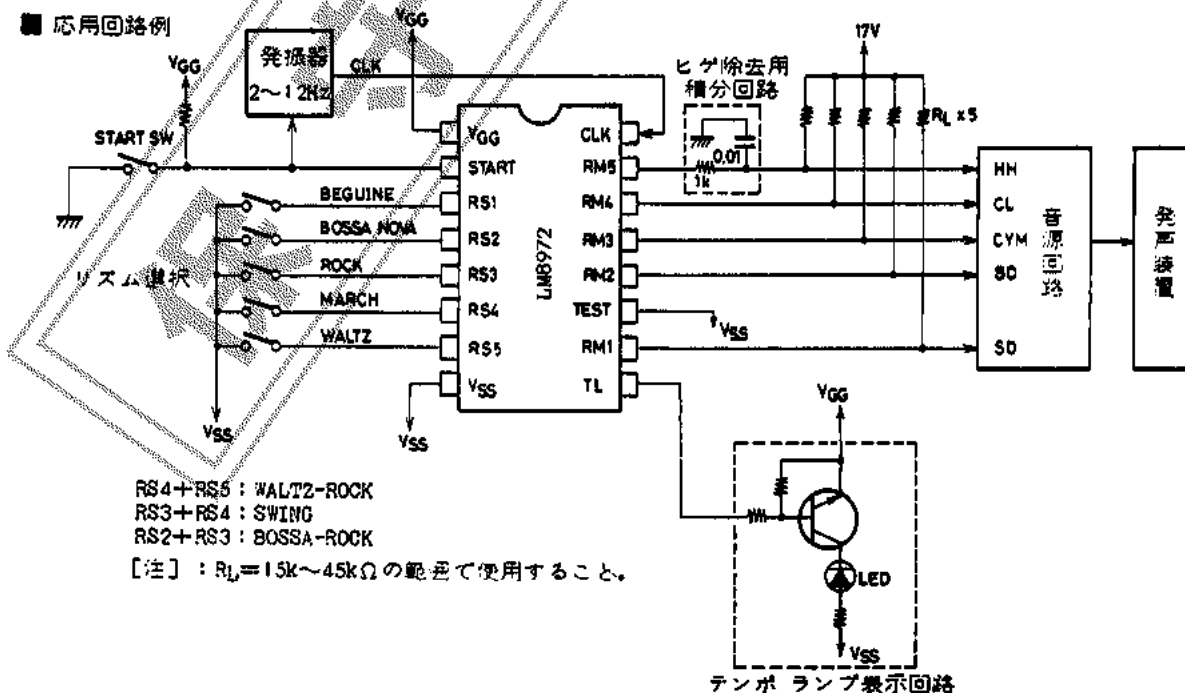 ■ 応用回路例
VGG
VGG
発振器
2~12Hz
CLK
START SW
ヒゲ除去用
積分回路
17V
RL×5
0.01
1k
LM8972
VGG
START
RS1
RS2
RS3
RS4
RS5
VSS
CLK
RM5
RM4
RM3
RM2
TEST
RM1
TL
BEGUINE
BOSSA NOVA
ROCK
MARCH
WALTZ
リズム選択
VSS
VSS
VSS
HH
CL
CYM
BD
SD
音源回路
発声装置
VGG
LED
VSS
テンポ ランプ表示回路
RS4+RS5:WALTZ-ROCK
RS3+RS4:SWING
RS2+RS3:BOSSA-ROCK
[注]:RL=15k~45kΩの範囲で使用すること。